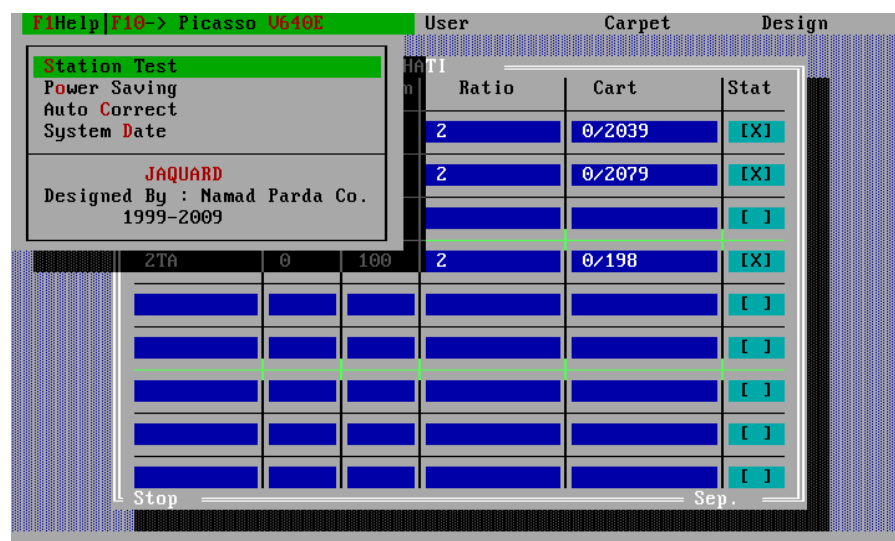 F1Help F10-> Picasso V640E User Carpet Design
Station Test
Power Saving
Auto Correct
System Date
JAQUARD
Designed By : Namad Parda Co.
1999-2009
HATI
Ratio Cart Stat
2 0/2039 [X]
2 0/2079 [X]
[ ]
2TA 0 100 2 0/198 [X]
[ ]
[ ]
[ ]
[ ]
[ ]
Stop Sep.